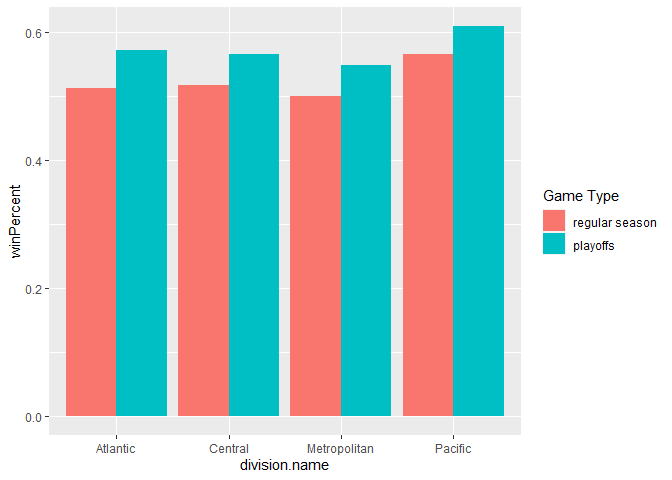 0.6
0.4
0.2
0.0
winPercent
Atlantic
Central
Metropolitan
Pacific
division.name
Game Type
regular season
playoffs